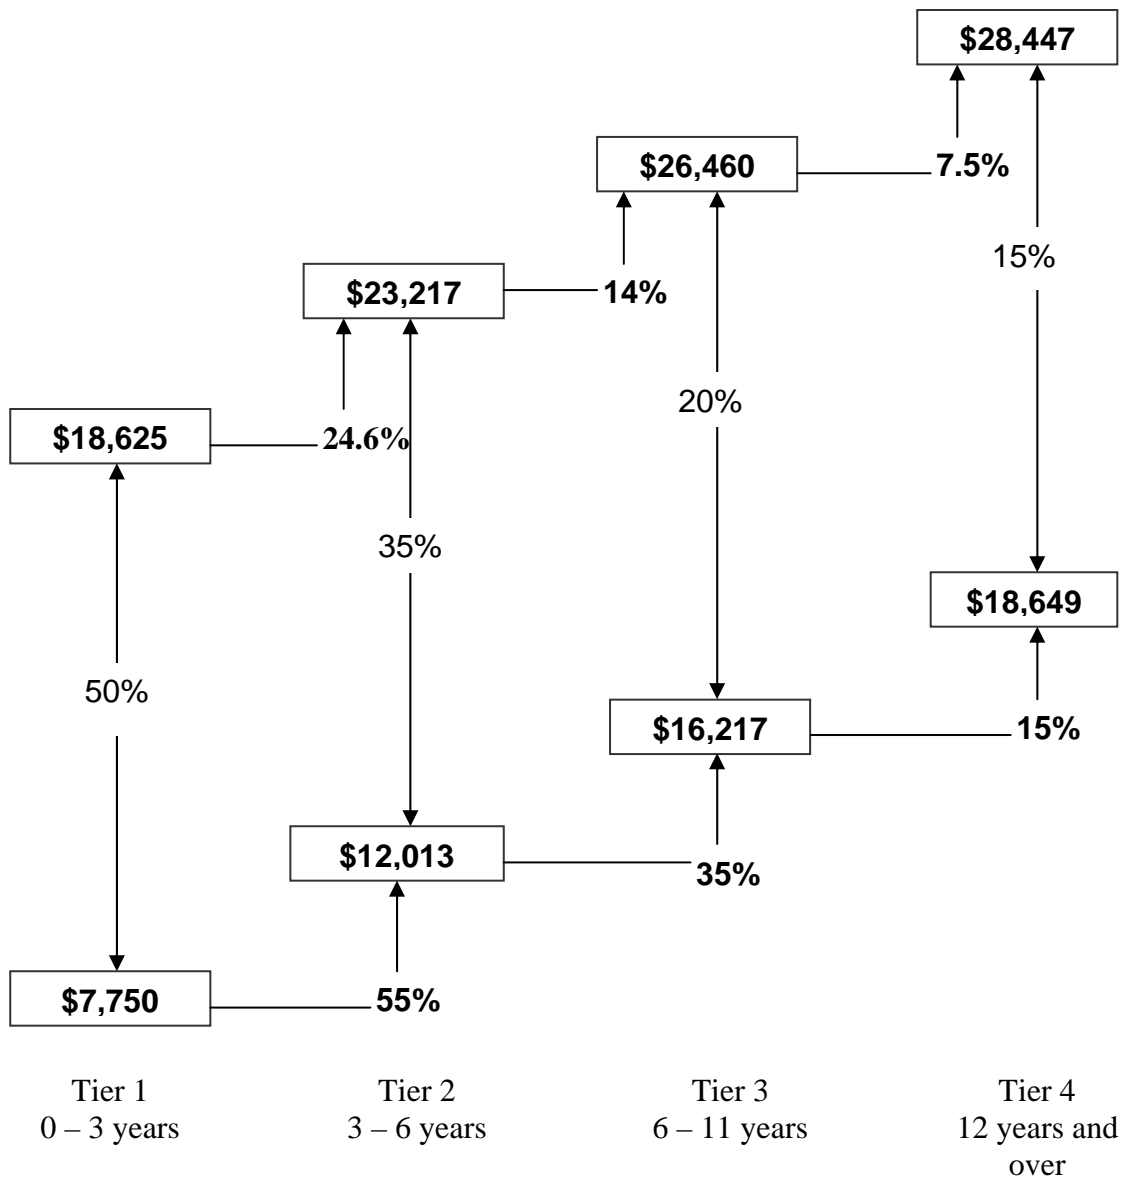 $28,447
$26,460
7.5%
15%
$23,217
14%
20%
$18,625
24.6%
35%
$18,649
50%
$16,217
15%
$12,013
35%
$7,750
55%
Tier 1
0 – 3 years
Tier 2
3 – 6 years
Tier 3
6 – 11 years
Tier 4
12 years and
over